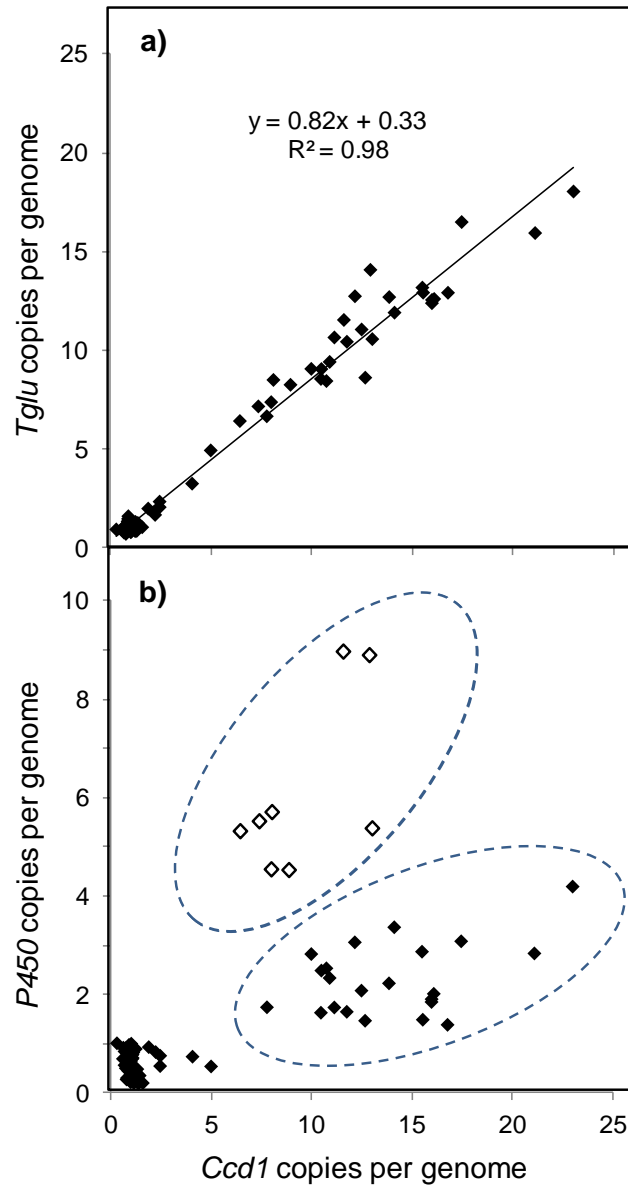 a)
25
20
15
10
5
0
Tglu copies per genome
y = 0.82x + 0.33
R² = 0.98
b)
10
8
6
4
2
0
P450 copies per genome
0 5 10 15 20 25
Ccd1 copies per genome